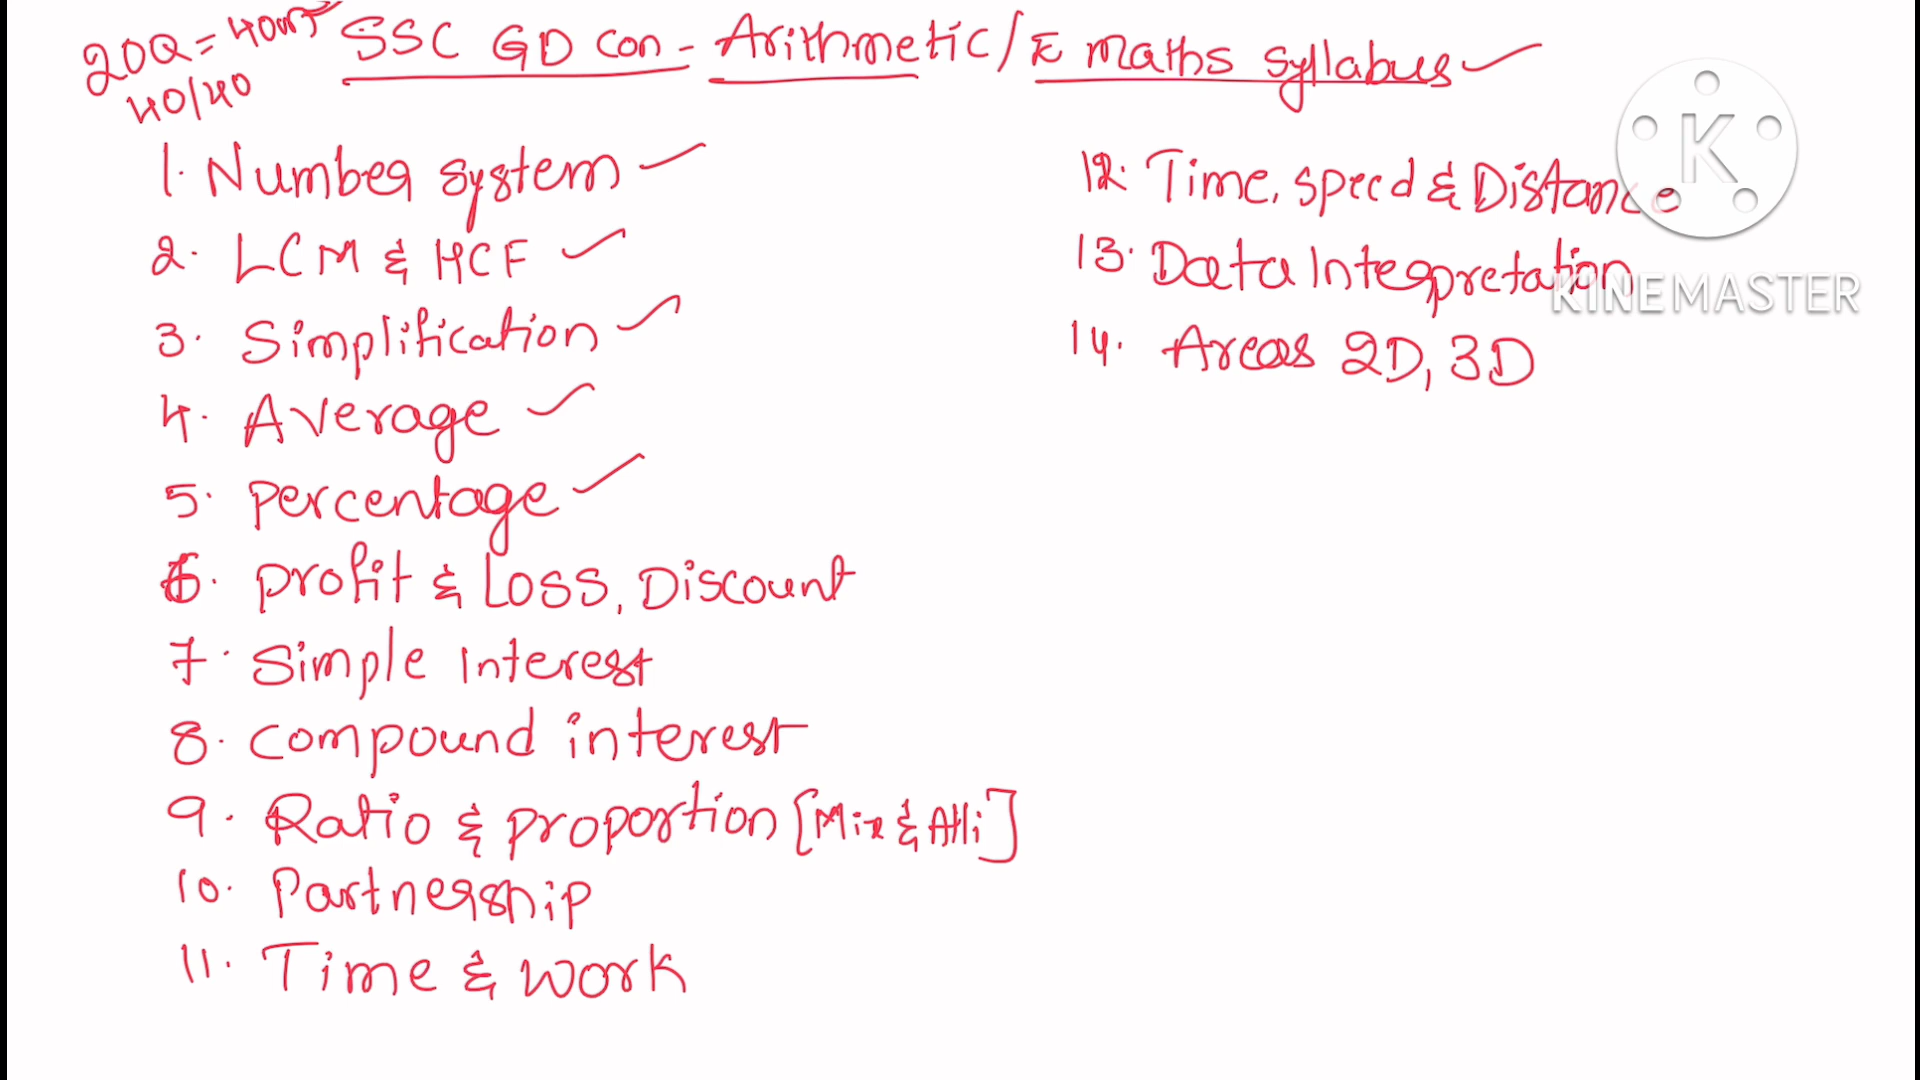 20Q = 40m
40/40
SSC GD Con - Arithmetic / E Maths Syllabus
1. Number System
2. LCM & HCF
3. Simplification
4. Average
5. Percentage
6. Profit & Loss, Discount
7. Simple Interest
8. Compound interest
9. Ratio & proportion [Mix & Alli]
10. Partnership
11. Time & Work
12. Time, Speed & Distance
13. Data Interpretation
14. Areas 2D, 3D
K
KINEMASTER